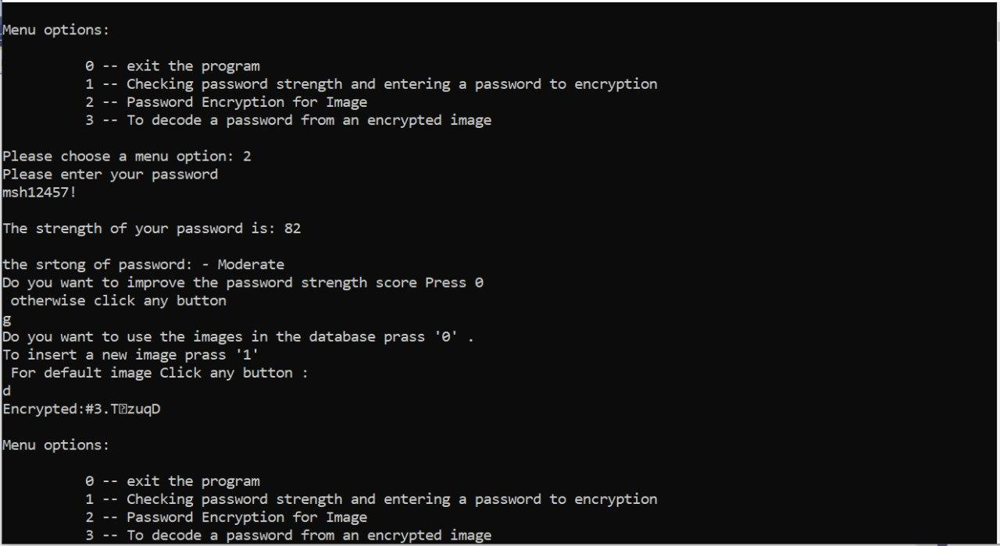 Menu options:
0 -- exit the program
1 -- Checking password strength and entering a password to encryption
2 -- Password Encryption for Image
3 -- To decode a password from an encrypted image
Please choose a menu option: 2
Please enter your password
msh12457!
The strength of your password is: 82
the srtong of password: - Moderate
Do you want to improve the password strength score Press 0
otherwise click any button
g
Do you want to use the images in the database prass '0' .
To insert a new image prass '1'
For default image Click any button :
d
Encrypted:#3.T⍰zuqD
Menu options:
0 -- exit the program
1 -- Checking password strength and entering a password to encryption
2 -- Password Encryption for Image
3 -- To decode a password from an encrypted image